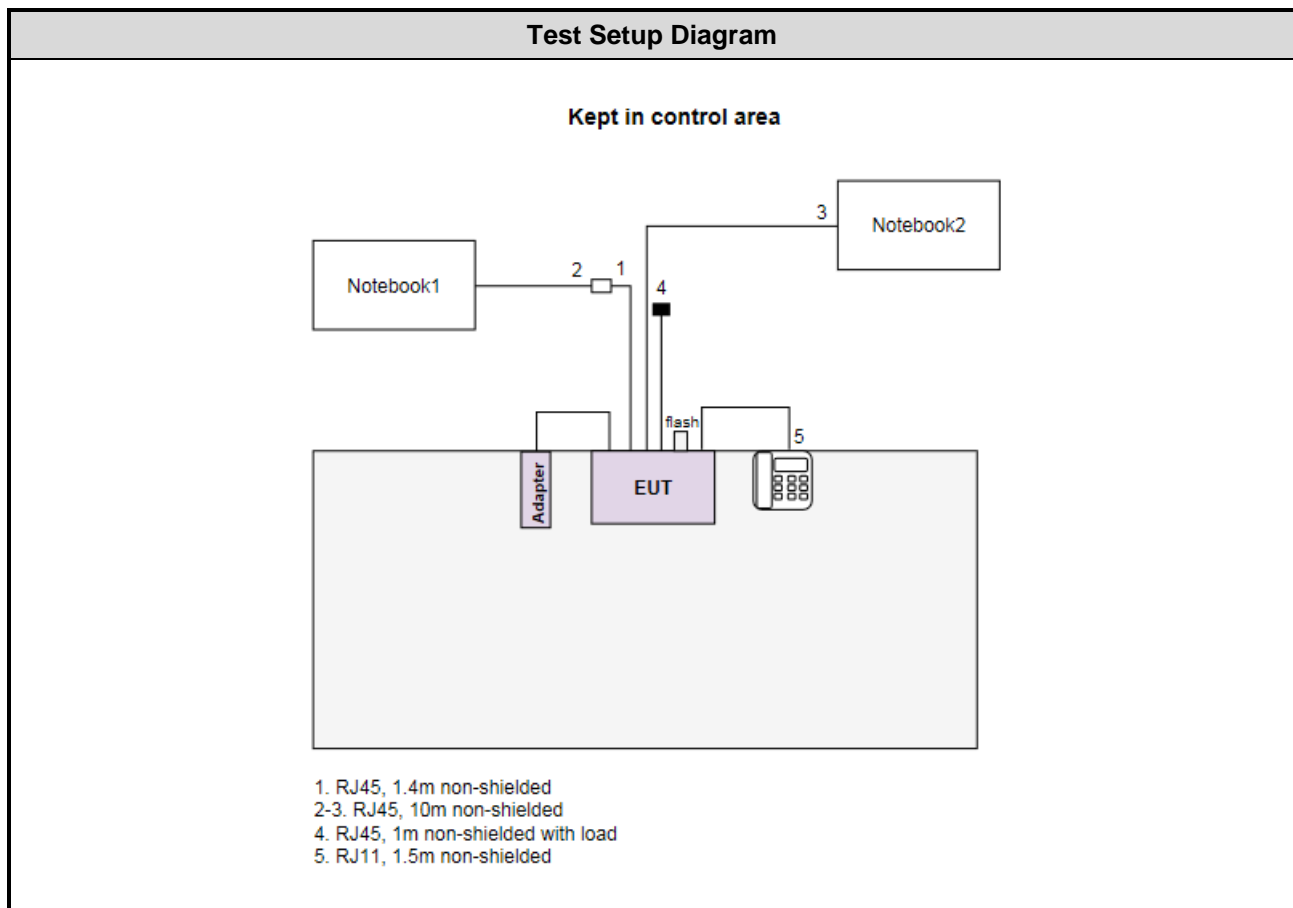 Test Setup Diagram
Kept in control area
Notebook1
2
1
3
Notebook2
4
flash
5
Adapter
EUT
1. RJ45, 1.4m non-shielded
2-3. RJ45, 10m non-shielded
4. RJ45, 1m non-shielded with load
5. RJ11, 1.5m non-shielded